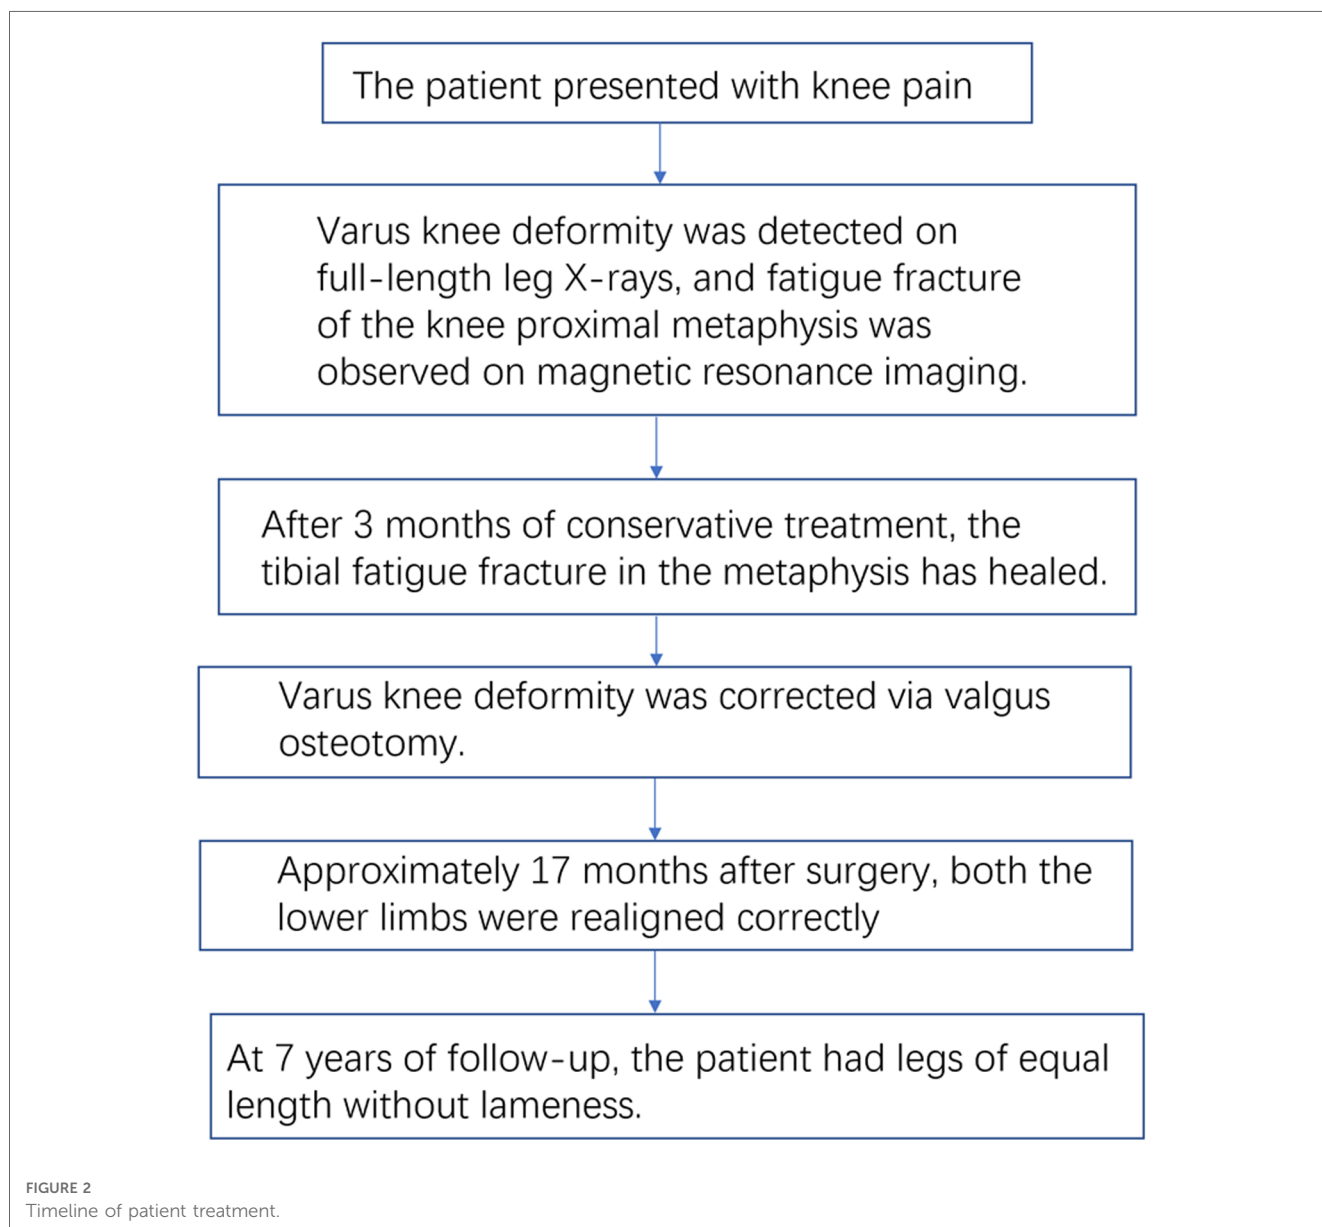 The patient presented with knee pain
Varus knee deformity was detected on
full-length leg X-rays, and fatigue fracture
of the knee proximal metaphysis was
observed on magnetic resonance imaging.
After 3 months of conservative treatment, the
tibial fatigue fracture in the metaphysis has healed.
Varus knee deformity was corrected via valgus
osteotomy.
Approximately 17 months after surgery, both the
lower limbs were realigned correctly
At 7 years of follow-up, the patient had legs of equal
length without lameness.
FIGURE 2
Timeline of patient treatment.